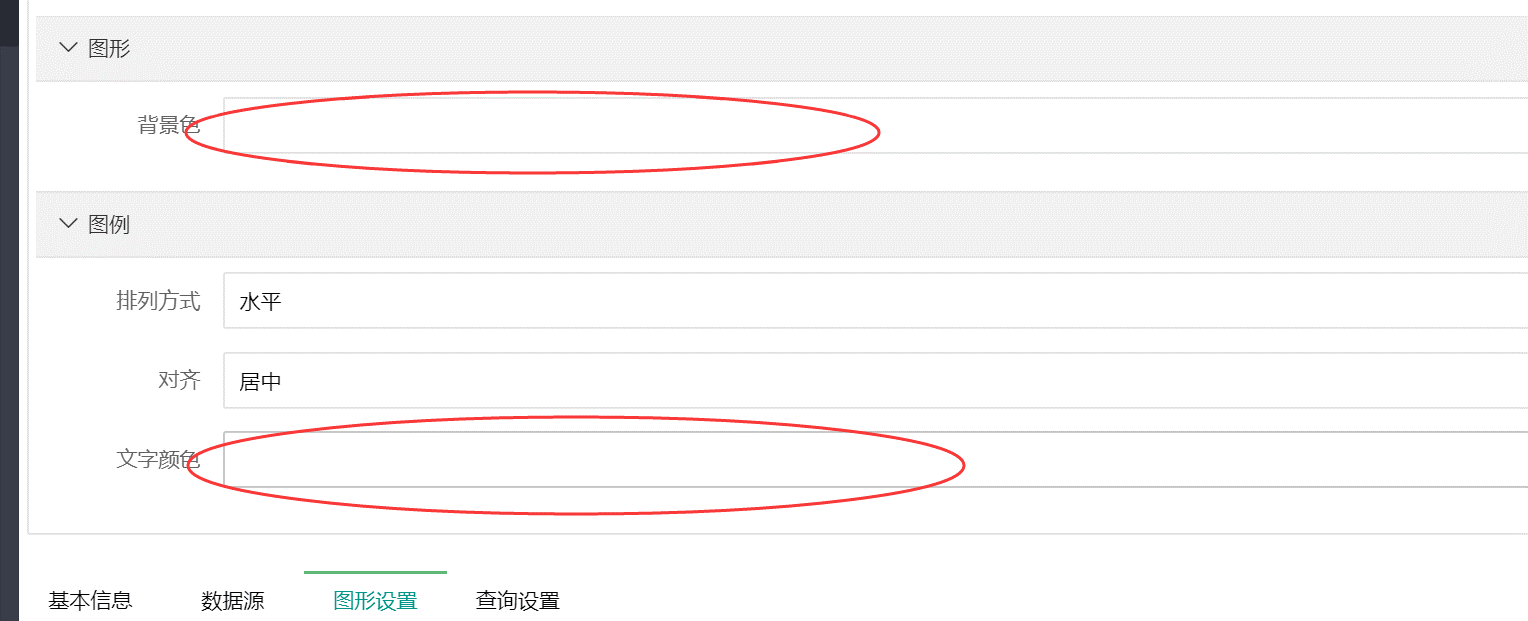 图形
背景色
图例
排列方式 水平
对齐 居中
文字颜色
基本信息 数据源 图形设置 查询设置